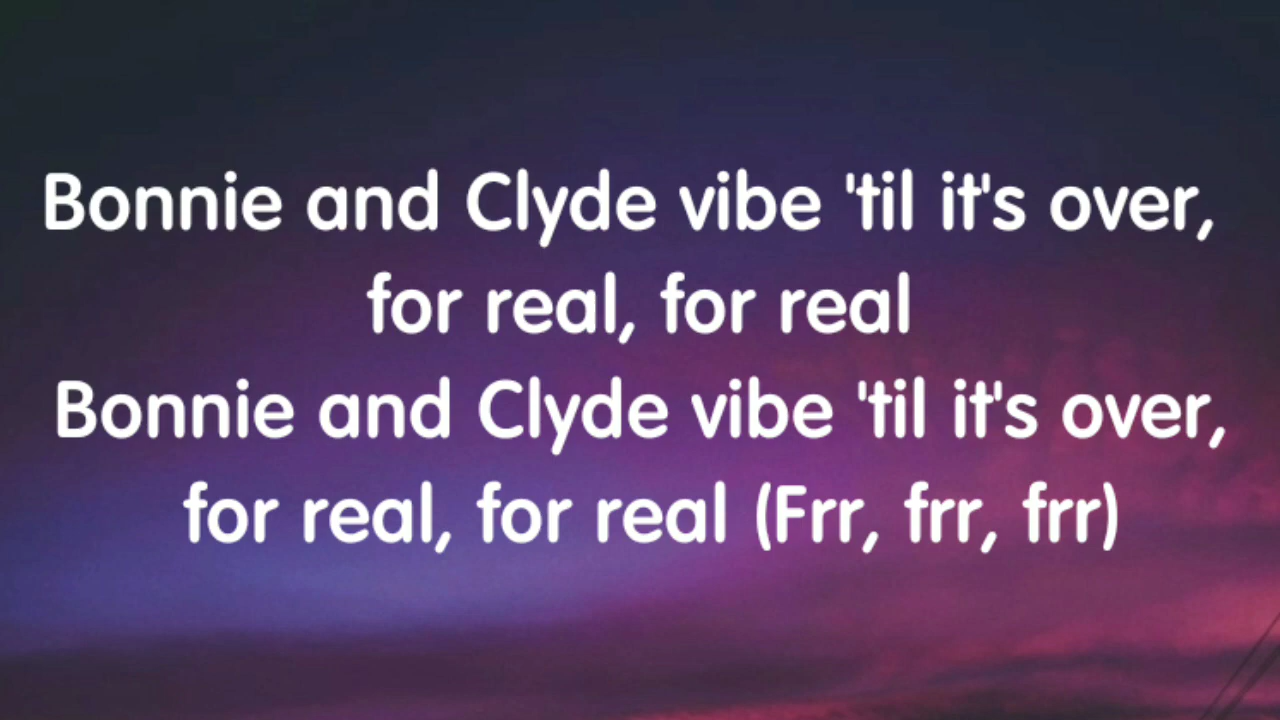 Bonnie and Clyde vibe 'til it's over,
for real, for real
Bonnie and Clyde vibe 'til it's over,
for real, for real (Frr, frr, frr)